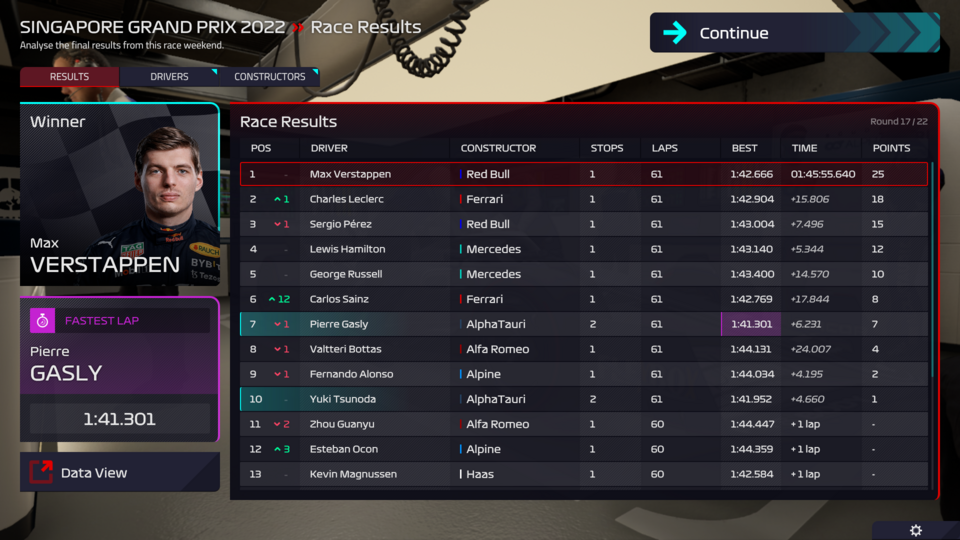 SINGAPORE GRAND PRIX 2022 » Race Results
Analyse the final results from this race weekend.
Continue
RESULTS DRIVERS CONSTRUCTORS
Winner
Max
VERSTAPPEN
FASTEST LAP
Pierre
GASLY
1:41.301
Data View
Race Results
Round 17 / 22
POS DRIVER CONSTRUCTOR STOPS LAPS BEST TIME POINTS
1 - Max Verstappen Red Bull 1 61 1:42.666 01:45:55.640 25
2 1 Charles Leclerc Ferrari 1 61 1:42.904 +15.806 18
3 1 Sergio Pérez Red Bull 1 61 1:43.004 +7.496 15
4 - Lewis Hamilton Mercedes 1 61 1:43.140 +5.344 12
5 - George Russell Mercedes 1 61 1:43.400 +14.570 10
6 12 Carlos Sainz Ferrari 1 61 1:42.769 +17.844 8
7 1 Pierre Gasly AlphaTauri 2 61 1:41.301 +6.231 7
8 1 Valtteri Bottas Alfa Romeo 1 61 1:44.131 +24.007 4
9 1 Fernando Alonso Alpine 1 61 1:44.034 +4.195 2
10 - Yuki Tsunoda AlphaTauri 2 61 1:41.952 +4.660 1
11 2 Zhou Guanyu Alfa Romeo 1 60 1:44.447 +1 lap -
12 3 Esteban Ocon Alpine 1 60 1:44.359 +1 lap -
13 Kevin Magnussen Haas 1 60 1:42.584 +1 lap -